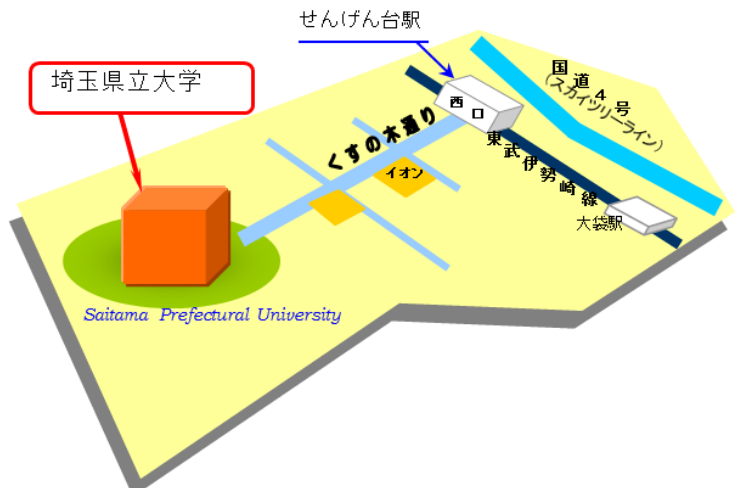 せんげん台駅
埼玉県立大学
国道4号
(スカイツリーライン)
西口
くすの木通り
東武伊勢崎線
イオン
大袋駅
Saitama Prefectural University